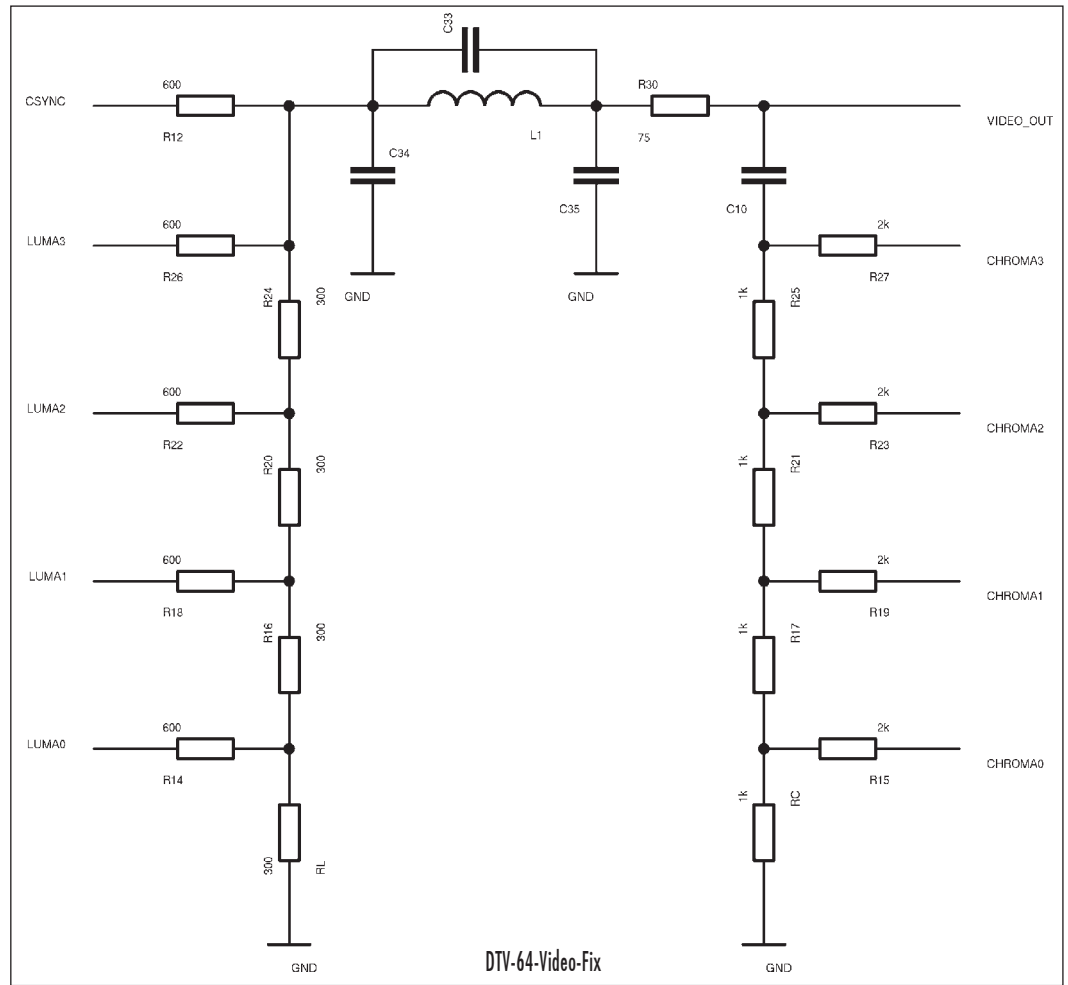 C33
600
CSYNC
R12
L1
R30
75
VIDEO_OUT
C34
C35
C10
600
LUMA3
R26
GND
GND
2k
CHROMA3
R27
R24
300
1k
R25
600
LUMA2
R22
2k
CHROMA2
R23
R20
300
1k
R21
600
LUMA1
R18
2k
CHROMA1
R19
R16
300
1k
R17
600
LUMA0
R14
2k
CHROMA0
R15
300
RL
1k
RC
GND
DTV-64-Video-Fix
GND